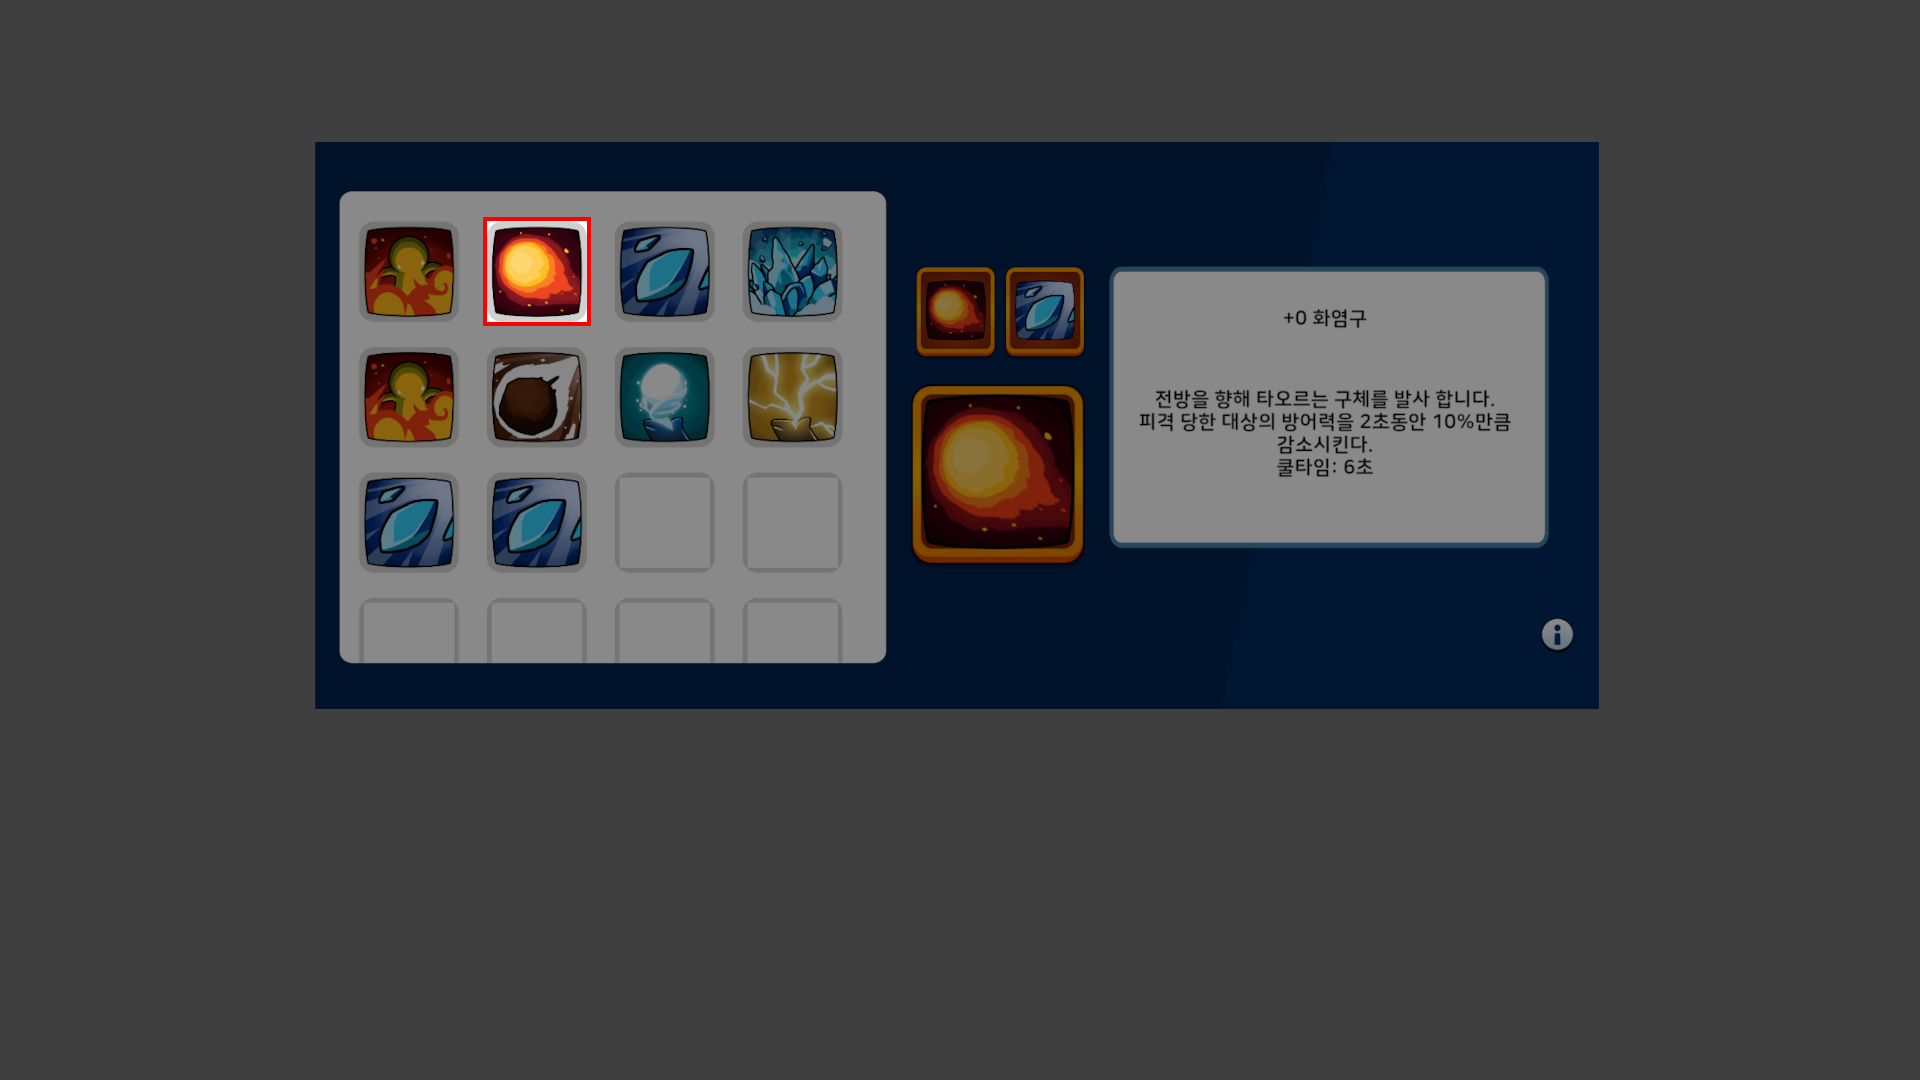 +0 화염구
전방을 향해 타오르는 구체를 발사 합니다.
피격 당한 대상의 방어력을 2초동안 10%만큼
감소시킨다.
쿨타임: 6초